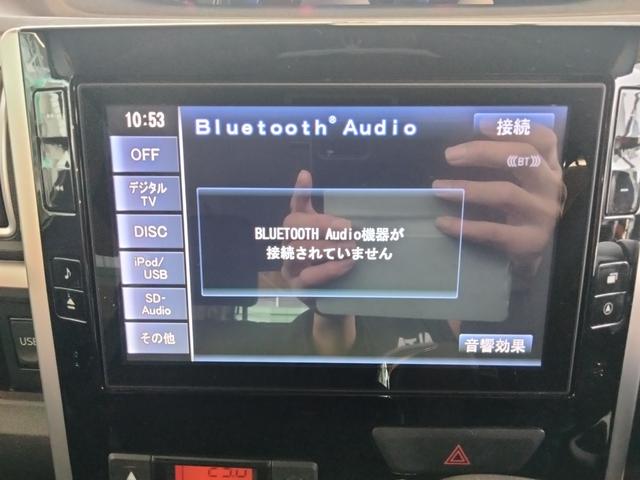 10:53
Bluetooth® Audio
接続
OFF
BT
デジタル
TV
DISC
BLUETOOTH Audio機器が
接続されていません
iPod/
USB
SD-
Audio
その他
音響効果
USB